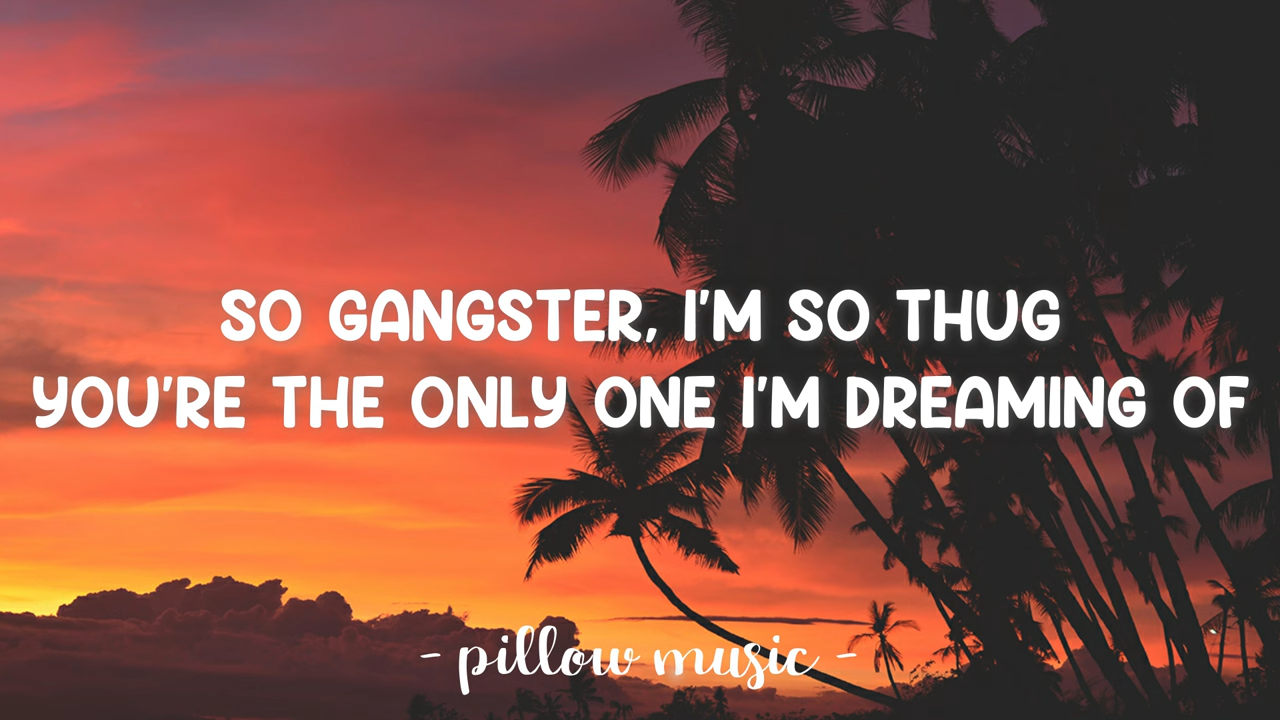 SO GANGSTER, I'M SO THUG
YOU'RE THE ONLY ONE I'M DREAMING OF
- pillow music -